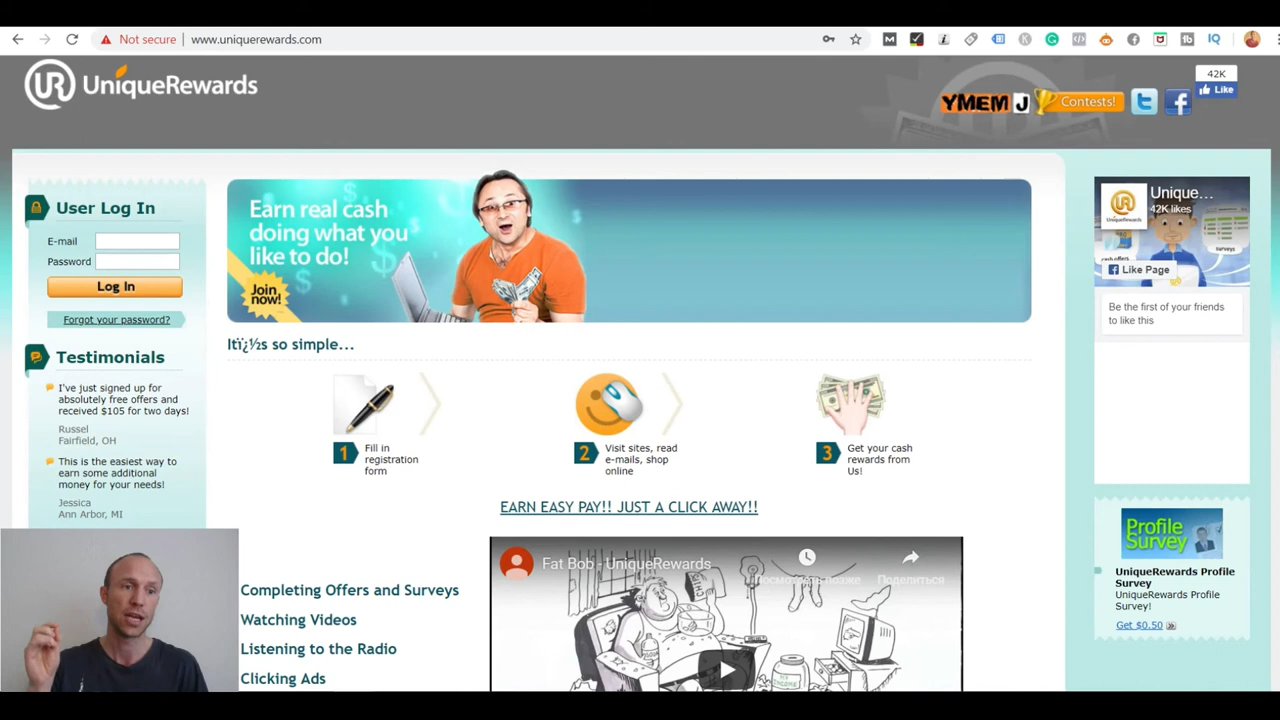 Not secure
www.uniquerewards.com
UR UniqueRewards
YMEM J
Contests!
42K
Like
User Log In
E-mail
Password
Log In
Forgot your password?
Testimonials
I've just signed up for
absolutely free offers and
received $105 for two days!
Russel
Fairfield, OH
This is the easiest way to
earn some additional
money for your needs!
Jessica
Ann Arbor, MI
Earn real cash
doing what you
like to do!
Join
now!
Itï¿½s so simple...
1
Fill in
registration
form
2
Visit sites, read
e-mails, shop
online
3
Get your cash
rewards from
Us!
EARN EASY PAY!! JUST A CLICK AWAY!!
Completing Offers and Surveys
Watching Videos
Listening to the Radio
Clicking Ads
Fat Bob - UniqueRewards
Посмотреть позже
Поделиться
Unique...
42K likes
Like Page
Be the first of your friends
to like this
Profile
Survey
UniqueRewards Profile
Survey
UniqueRewards Profile
Survey!
Get $0.50